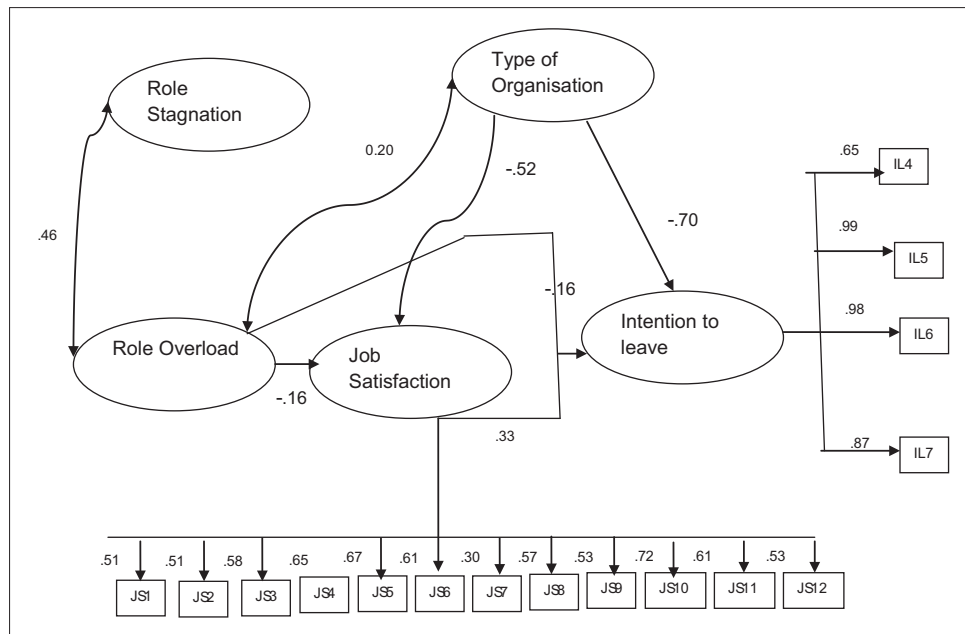 Type of
Organisation
Role
Stagnation
0.20
-.52
.65
IL4
.46
-.70
.99
IL5
-.16
.98
IL6
Intention to
leave
Role Overload
Job
Satisfaction
-.16
.33
.87
IL7
.51
.51
.58
.65
.67
.61
.30
.57
.53
.72
.61
.53
JS1
JS2
JS3
JS4
JS5
JS6
JS7
JS8
JS9
JS10
JS11
JS12